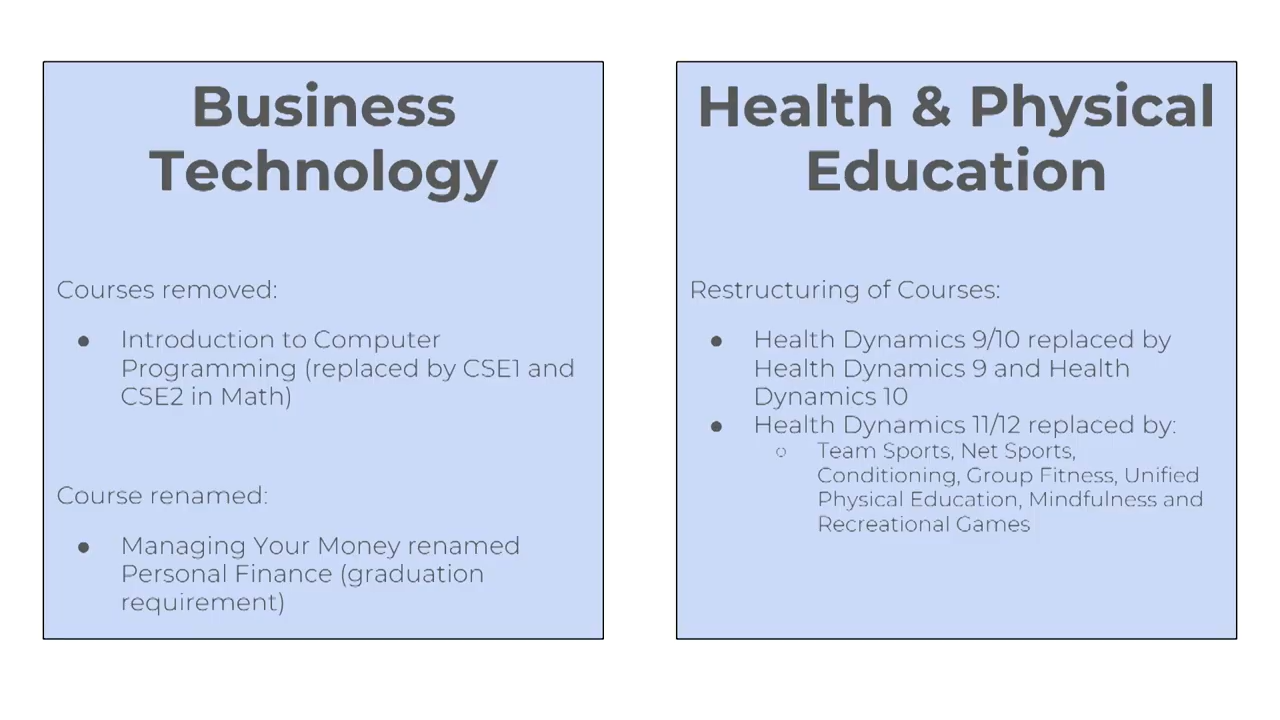 Business
Technology
Courses removed:
● Introduction to Computer
Programming (replaced by CSE1 and
CSE2 in Math)
Course renamed:
● Managing Your Money renamed
Personal Finance (graduation
requirement)
Health & Physical
Education
Restructuring of Courses:
● Health Dynamics 9/10 replaced by
Health Dynamics 9 and Health
Dynamics 10
● Health Dynamics 11/12 replaced by:
○ Team Sports, Net Sports,
Conditioning, Group Fitness, Unified
Physical Education, Mindfulness and
Recreational Games